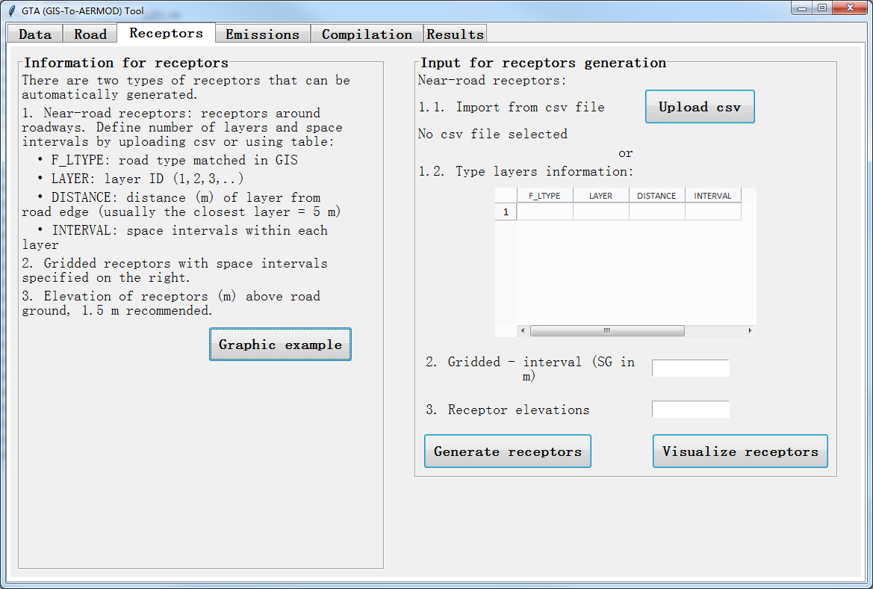 GTA (GIS-To-AERMOD) Tool
Data Road Receptors Emissions Compilation Results
Information for receptors
There are two types of receptors that can be
automatically generated.
1. Near-road receptors: receptors around
roadways. Define number of layers and space
intervals by uploading csv or using table:
• F_LTYPE: road type matched in GIS
• LAYER: layer ID (1,2,3,..)
• DISTANCE: distance (m) of layer from
road edge (usually the closest layer = 5 m)
• INTERVAL: space intervals within each
layer
2. Gridded receptors with space intervals
specified on the right.
3. Elevation of receptors (m) above road
ground, 1.5 m recommended.
Graphic example
Input for receptors generation
Near-road receptors:
1.1. Import from csv file
Upload csv
No csv file selected
or
1.2. Type layers information:
F_LTYPE LAYER DISTANCE INTERVAL
1
2. Gridded - interval (SG in
m)
3. Receptor elevations
Generate receptors
Visualize receptors